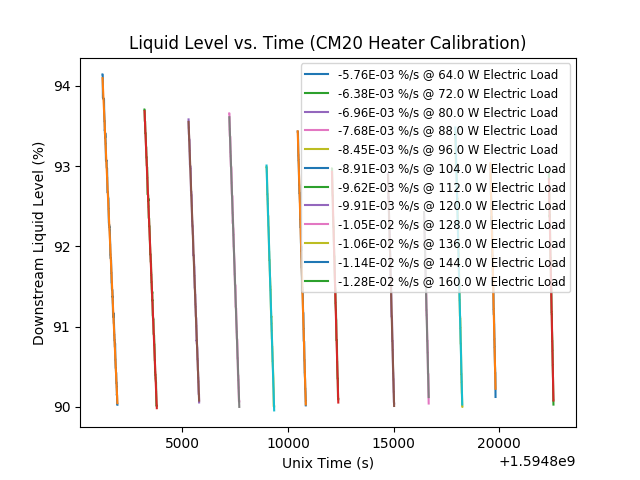 Liquid Level vs. Time (CM20 Heater Calibration)
-5.76E-03 %/s @ 64.0 W Electric Load
-6.38E-03 %/s @ 72.0 W Electric Load
-6.96E-03 %/s @ 80.0 W Electric Load
-7.68E-03 %/s @ 88.0 W Electric Load
-8.45E-03 %/s @ 96.0 W Electric Load
-8.91E-03 %/s @ 104.0 W Electric Load
-9.62E-03 %/s @ 112.0 W Electric Load
-9.91E-03 %/s @ 120.0 W Electric Load
-1.05E-02 %/s @ 128.0 W Electric Load
-1.06E-02 %/s @ 136.0 W Electric Load
-1.14E-02 %/s @ 144.0 W Electric Load
-1.28E-02 %/s @ 160.0 W Electric Load
Downstream Liquid Level (%)
94
93
92
91
90
5000
10000
15000
20000
Unix Time (s)
+1.5948e9